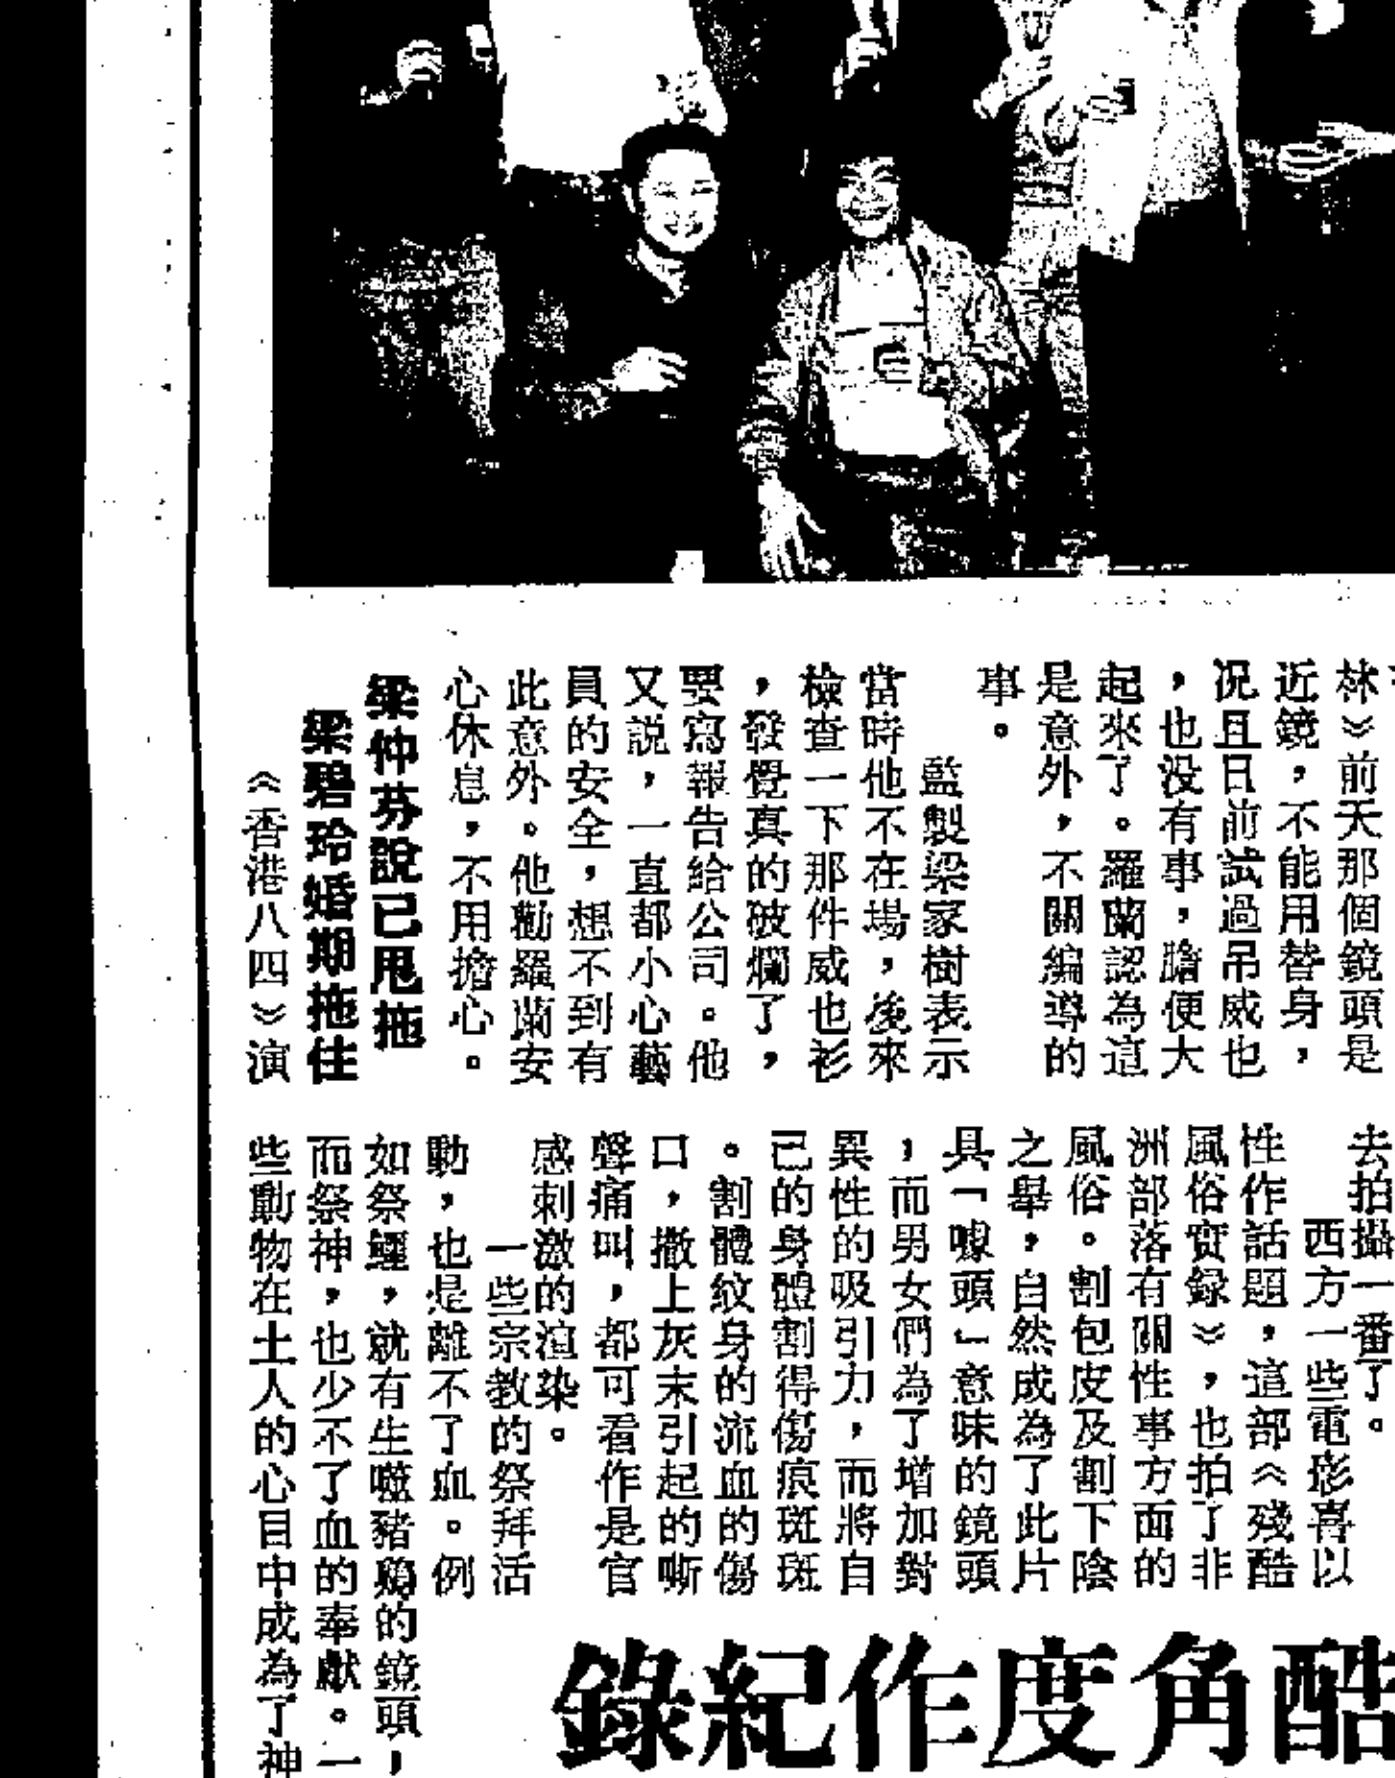 林》前天那個鏡頭是
近鏡，不能用替身，
況且日前試過吊威也
，也没有事，膽便大
起來了。羅蘭認為這
是意外，不關編導的
事。
監製梁家樹表示
當時他不在場，後來
檢查一下那件威也衫
，發覺真的破爛了，
要寫報告給公司。他
又説，一直都小心藝
員的安全，想不到有
此意外。他勸羅蘭安
心休息，不用擔心。
梁仲芬說已甩拖
梁碧玲婚期拖住
《香港八四》演
去拍攝一番了。
西方一些電影喜以
性作話題，這部《殘酷
風俗實録》，也拍了非
洲部落有關性事方面的
風俗。割包皮及割下陰
之舉，自然成為了此片
具「噱頭」意味的鏡頭
，而男女們為了增加對
異性的吸引力，而將自
己的身體割得傷痕斑斑
。割體紋身的流血的傷
口，撒上灰末引起的嘶
聲痛叫，都可看作是官
感刺激的渲染。
一些宗教的祭拜活
動，也是離不了血。例
如祭鱷，就有生噬豬鷄的鏡頭，
而祭神，也少不了血的奉獻。一
些動物在土人的心目中成為了神
酷角度作紀錄